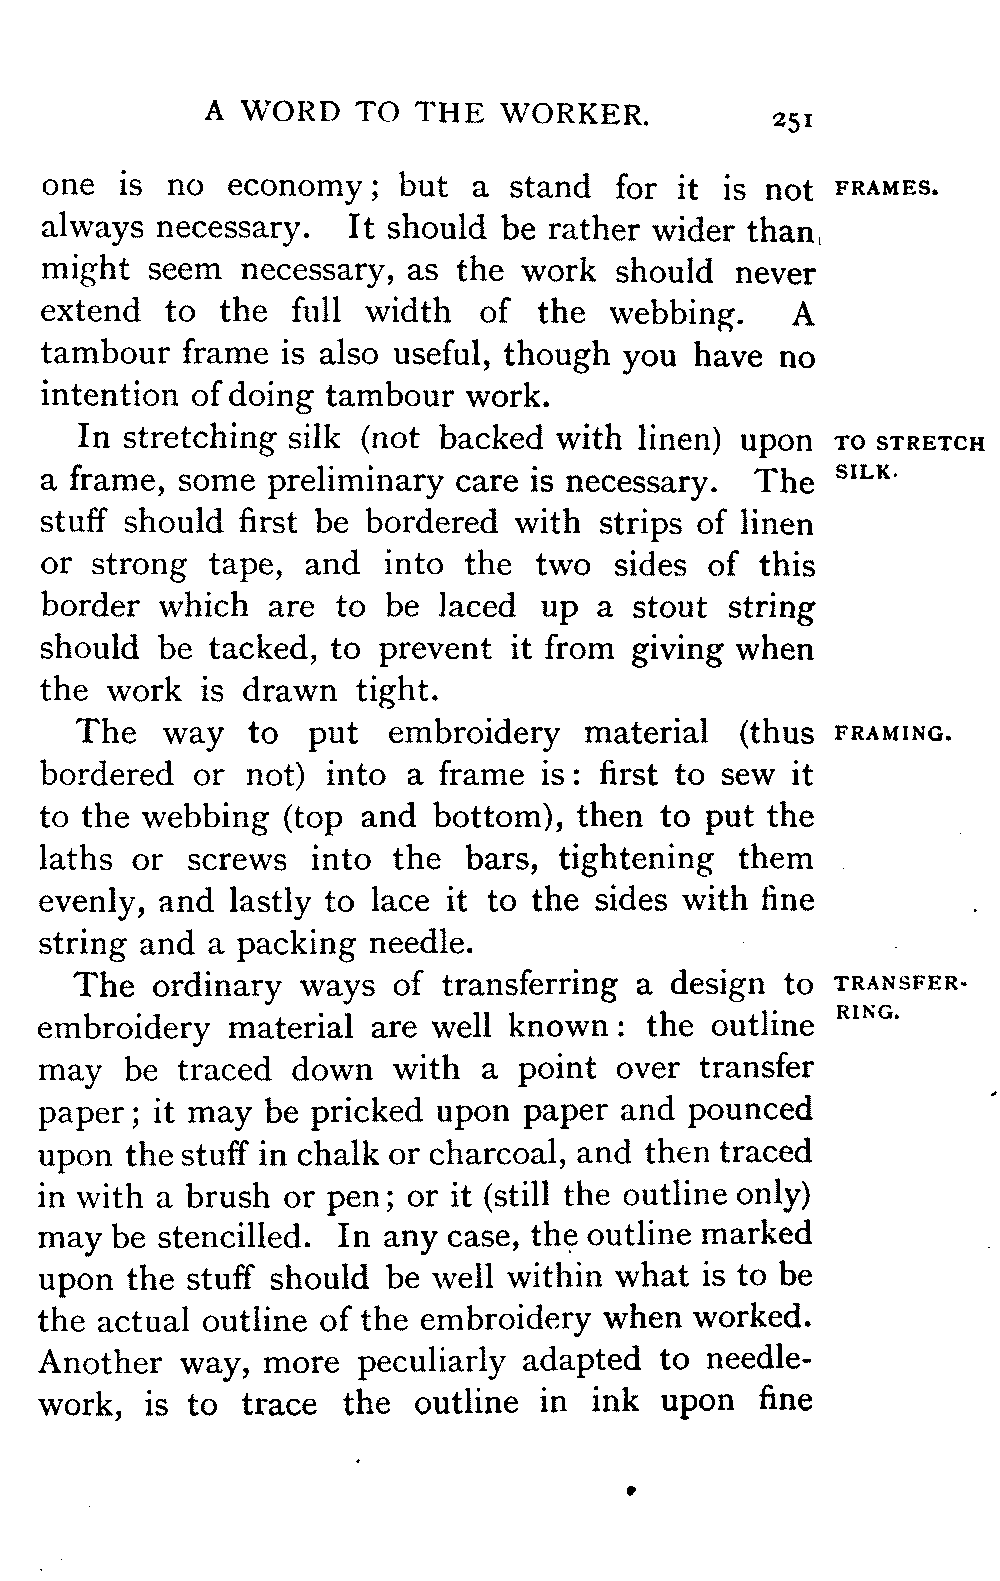 A WORD TO THE WORKER. 251
one is no economy; but a stand for it is not FRAMES.
always necessary. It should be rather wider than
might seem necessary, as the work should never
extend to the full width of the webbing. A
tambour frame is also useful, though you have no
intention of doing tambour work.
In stretching silk (not backed with linen) upon TO STRETCH
a frame, some preliminary care is necessary. The SILK.
stuff should first be bordered with strips of linen
or strong tape, and into the two sides of this
border which are to be laced up a stout string
should be tacked, to prevent it from giving when
the work is drawn tight.
The way to put embroidery material (thus FRAMING.
bordered or not) into a frame is: first to sew it
to the webbing (top and bottom), then to put the
laths or screws into the bars, tightening them
evenly, and lastly to lace it to the sides with fine
string and a packing needle.
The ordinary ways of transferring a design to TRANSFER-
embroidery material are well known: the outline RING.
may be traced down with a point over transfer
paper; it may be pricked upon paper and pounced
upon the stuff in chalk or charcoal, and then traced
in with a brush or pen; or it (still the outline only)
may be stencilled. In any case, the outline marked
upon the stuff should be well within what is to be
the actual outline of the embroidery when worked.
Another way, more peculiarly adapted to needle-
work, is to trace the outline in ink upon fine